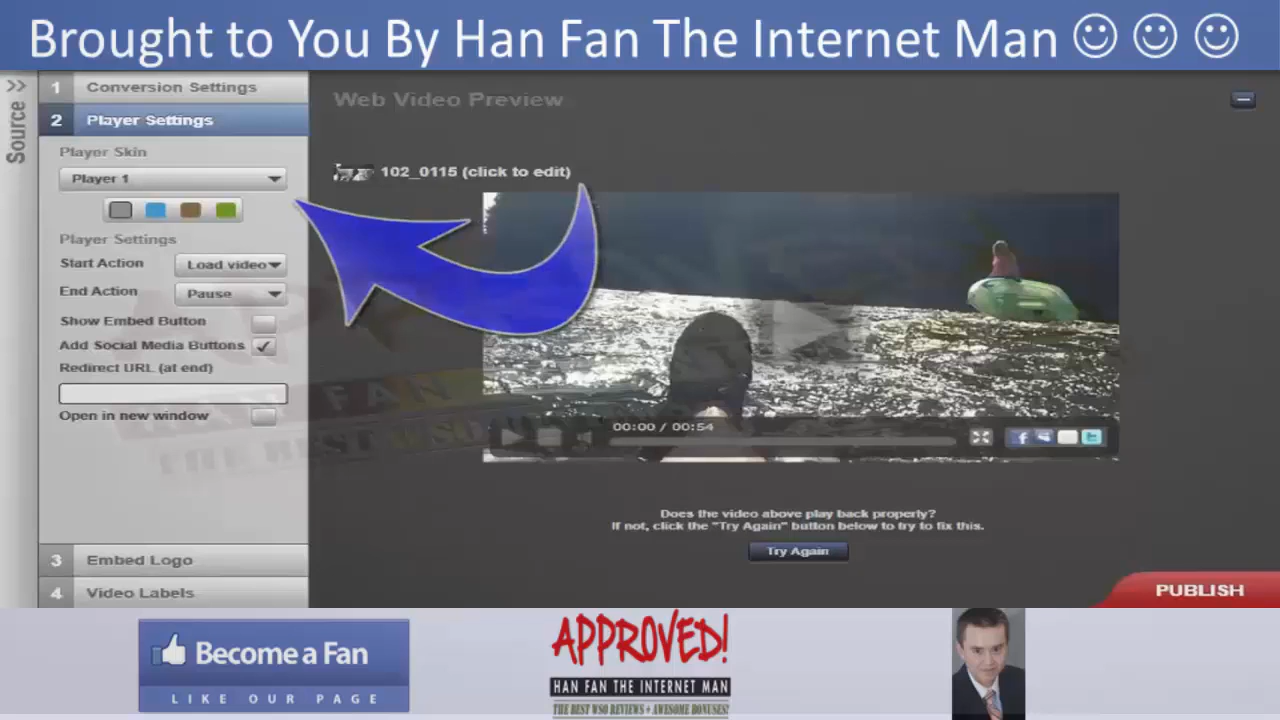 Brought to You By Han Fan The Internet Man
Source
1 Conversion Settings
2 Player Settings
Player Skin
Player 1
Player Settings
Start Action Load video
End Action Pause
Show Embed Button
Add Social Media Buttons
Redirect URL (at end)
Open in new window
3 Embed Logo
4 Video Labels
Web Video Preview
102_0115 (click to edit)
00:00 / 00:54
Does the video above play back properly?
If not, click the "Try Again" button below to try to fix this.
Try Again
PUBLISH
Become a Fan
LIKE OUR PAGE
APPROVED!
HAN FAN THE INTERNET MAN
THE BEST WSO REVIEWS + AWESOME BONUSES!
HAN FAN
THE BEST WSO